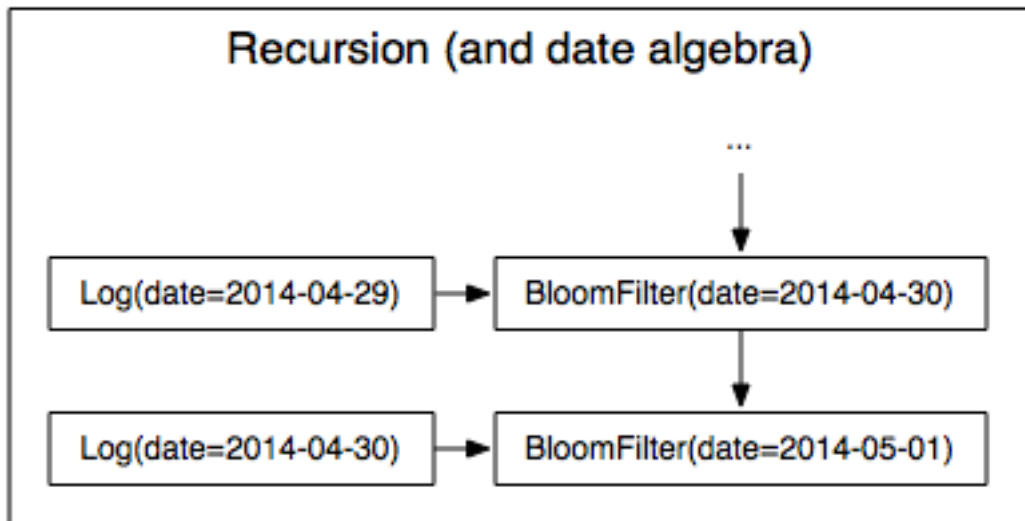 Recursion (and date algebra)
...
Log(date=2014-04-29)
BloomFilter(date=2014-04-30)
Log(date=2014-04-30)
BloomFilter(date=2014-05-01)